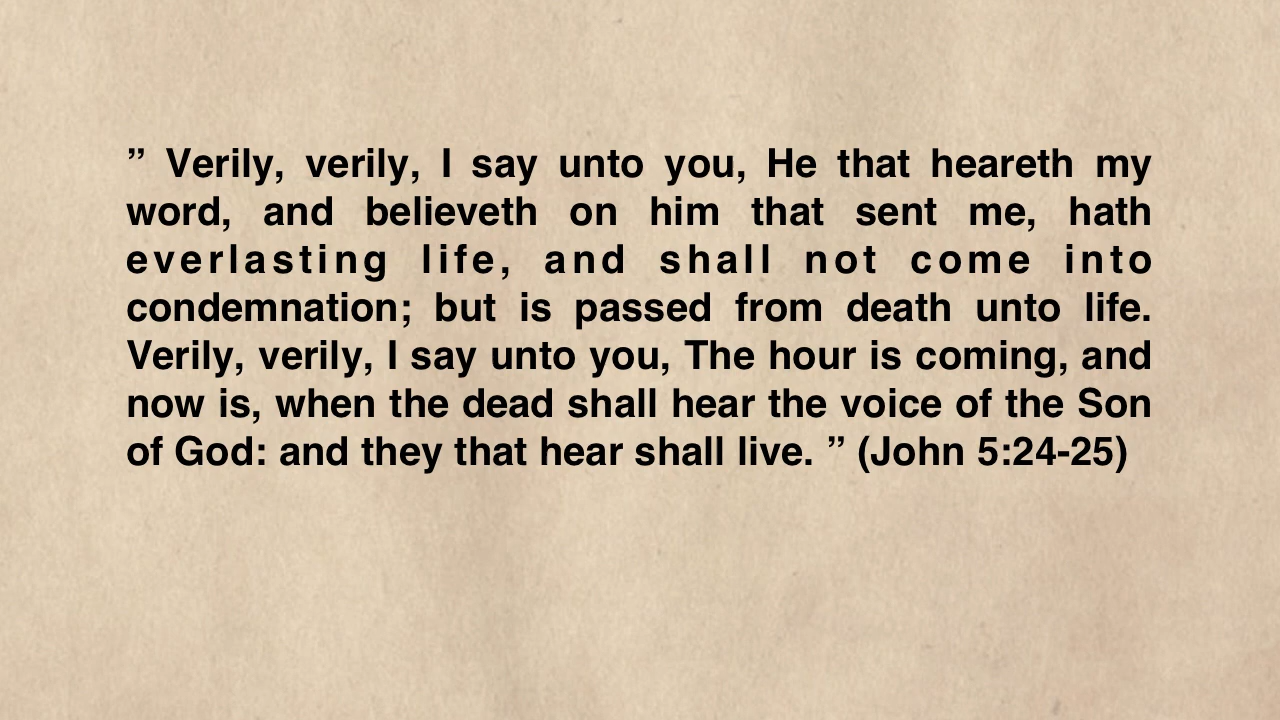 ” Verily, verily, I say unto you, He that heareth my
word, and believeth on him that sent me, hath
everlasting life, and shall not come into
condemnation; but is passed from death unto life.
Verily, verily, I say unto you, The hour is coming, and
now is, when the dead shall hear the voice of the Son
of God: and they that hear shall live. ” (John 5:24-25)